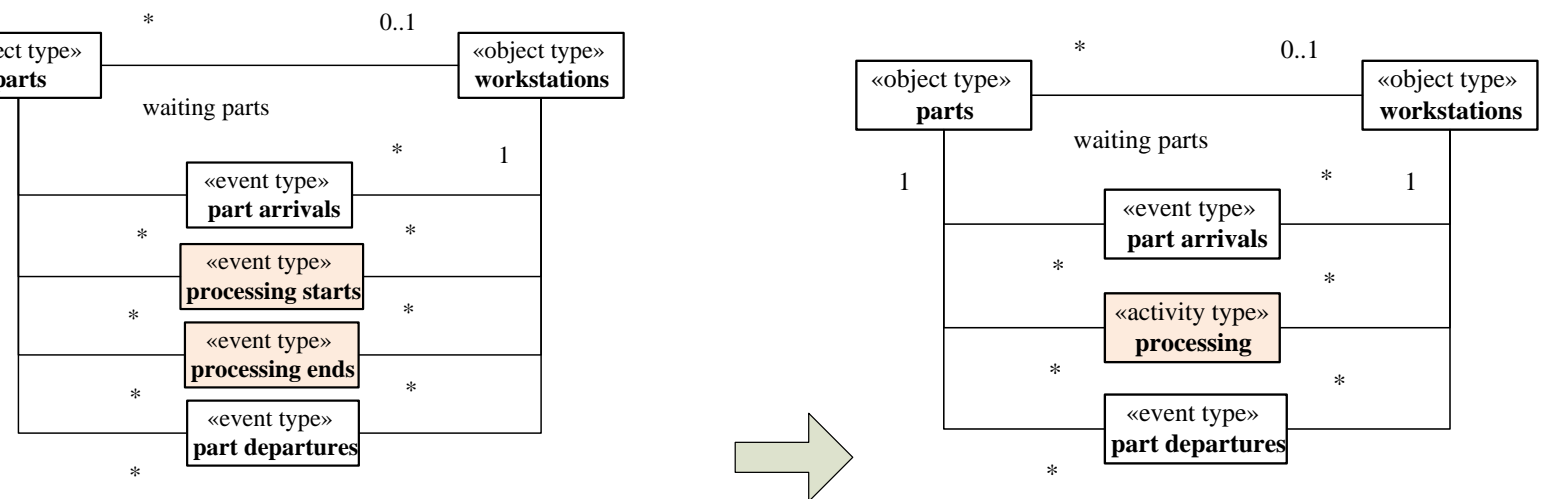 * 0..1
ect type» «object type»
parts workstations
waiting parts
* 1
«event type»
part arrivals
* *
«event type»
processing starts
* *
«event type»
processing ends
* *
«event type»
part departures
*
* 0..1
«object type» «object type»
parts workstations
waiting parts
1 * 1
«event type»
part arrivals
* *
«activity type»
processing
* *
«event type»
part departures
*